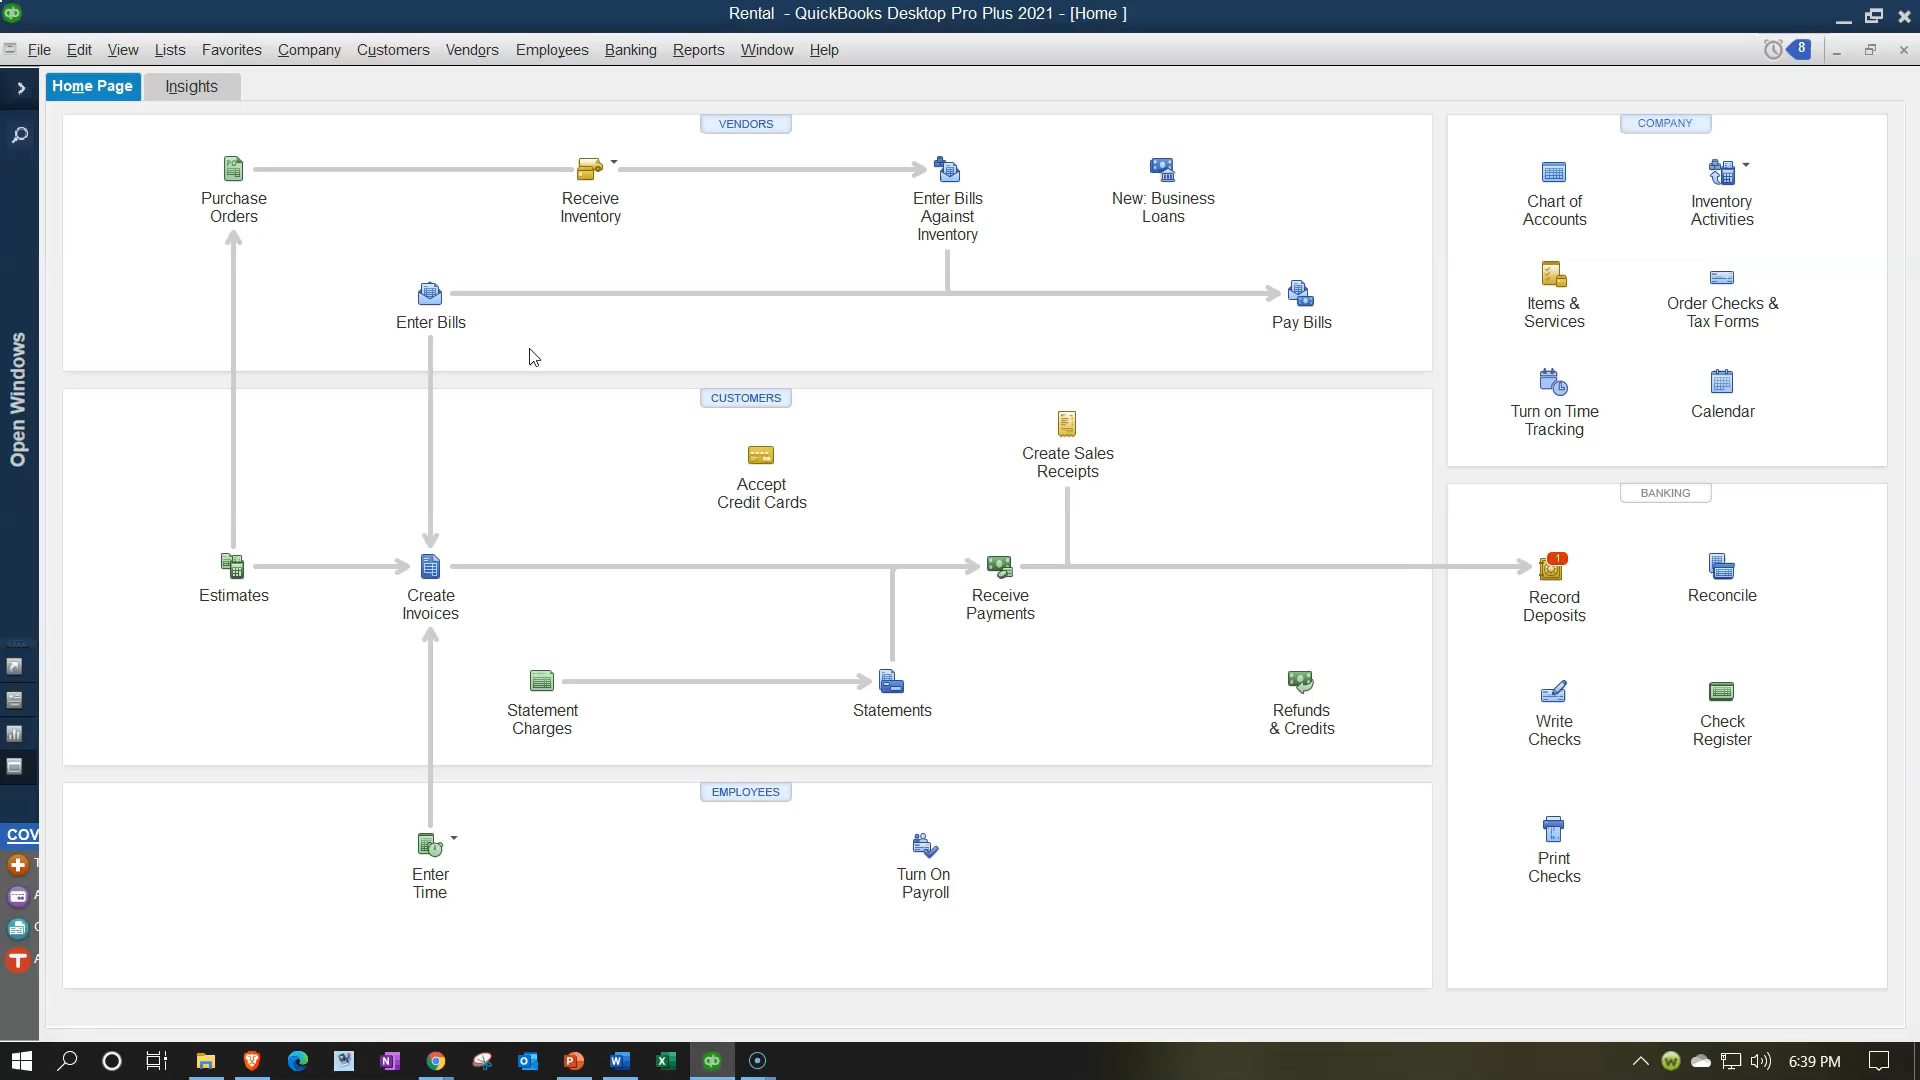 Rental - QuickBooks Desktop Pro Plus 2021 - [Home ]
File Edit View Lists Favorites Company Customers Vendors Employees Banking Reports Window Help
8
Home Page Insights
Open Windows
COV
VENDORS
Purchase
Orders
Receive
Inventory
Enter Bills
Against
Inventory
New: Business
Loans
Enter Bills
Pay Bills
CUSTOMERS
Accept
Credit Cards
Create Sales
Receipts
Estimates
Create
Invoices
Receive
Payments
Statement
Charges
Statements
Refunds
& Credits
EMPLOYEES
Enter
Time
Turn On
Payroll
COMPANY
Chart of
Accounts
Inventory
Activities
Items &
Services
Order Checks &
Tax Forms
Turn on Time
Tracking
Calendar
BANKING
1
Record
Deposits
Reconcile
Write
Checks
Check
Register
Print
Checks
6:39 PM